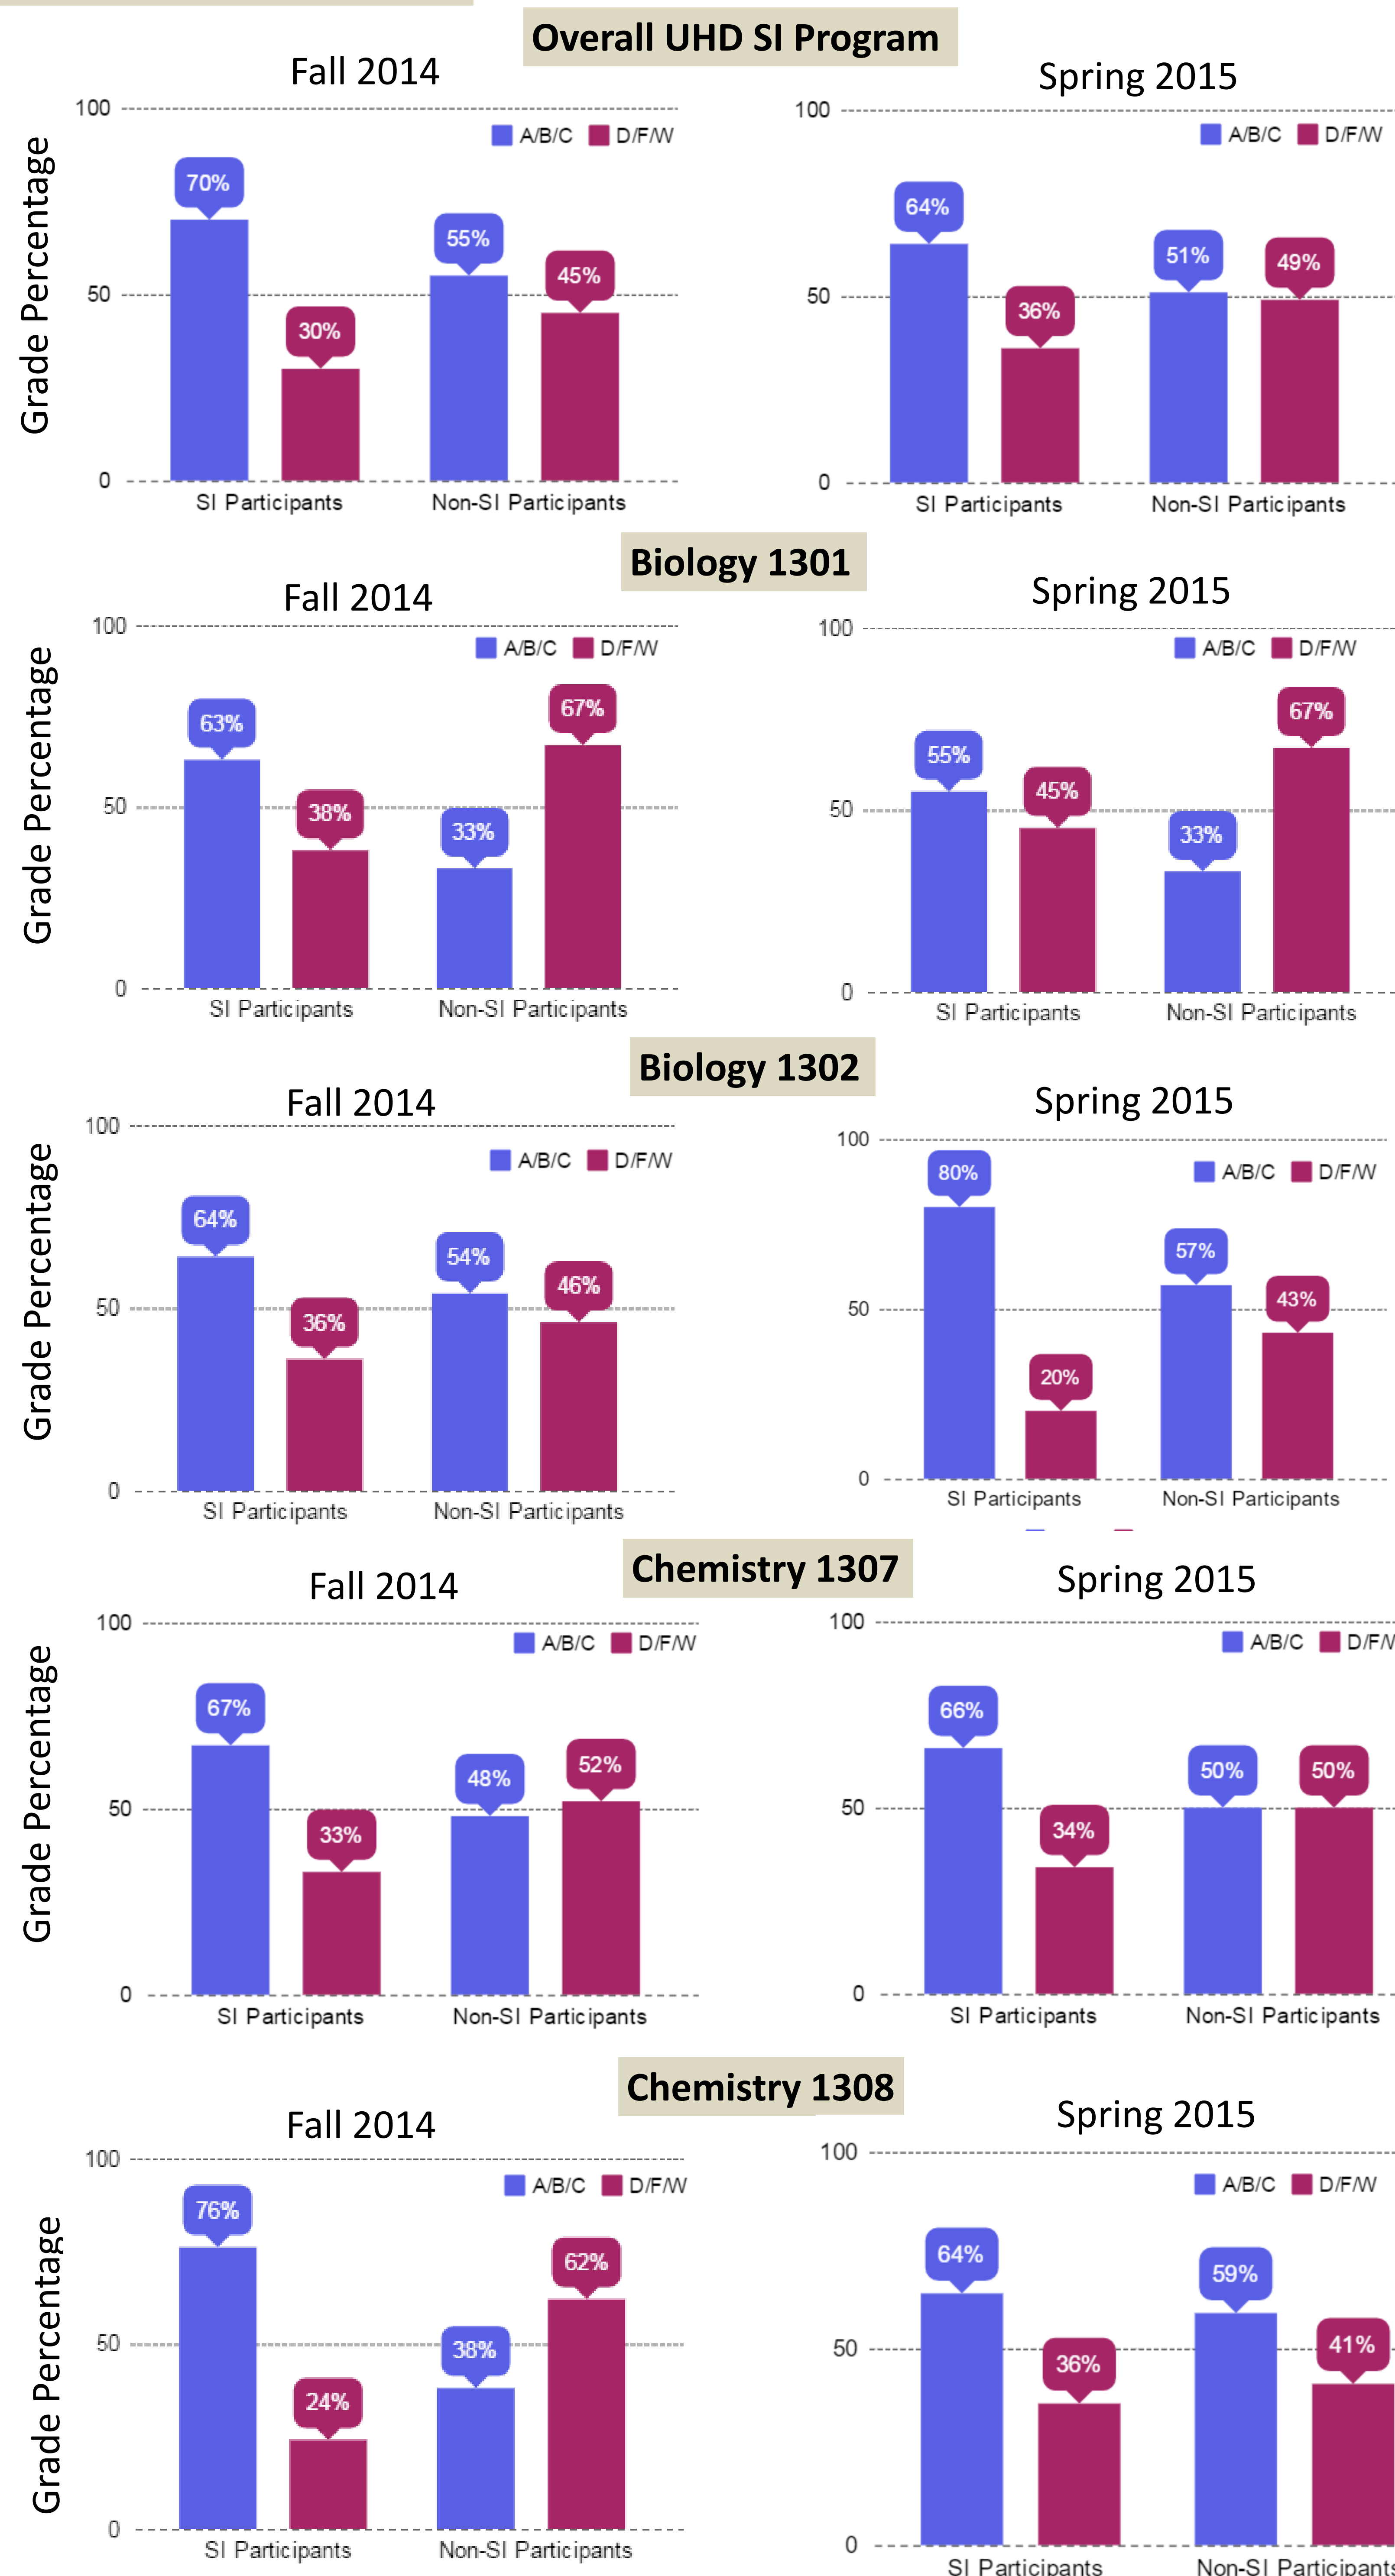 Overall UHD SI Program
Fall 2014
Spring 2015
Grade Percentage
100
A/B/C D/F/W
70%
55%
45%
50
30%
0
SI Participants Non-SI Participants
100
A/B/C D/F/W
64%
51%
49%
50
36%
0
SI Participants Non-SI Participants
Biology 1301
Fall 2014
Spring 2015
Grade Percentage
100
A/B/C D/F/W
63%
67%
50
38%
33%
0
SI Participants Non-SI Participants
100
A/B/C D/F/W
55%
67%
45%
50
33%
0
SI Participants Non-SI Participants
Biology 1302
Fall 2014
Spring 2015
Grade Percentage
100
A/B/C D/F/W
64%
54%
46%
50
36%
0
SI Participants Non-SI Participants
100
A/B/C D/F/W
80%
57%
43%
50
20%
0
SI Participants Non-SI Participants
Chemistry 1307
Fall 2014
Spring 2015
Grade Percentage
100
A/B/C D/F/W
67%
48%
52%
50
33%
0
SI Participants Non-SI Participants
100
A/B/C D/F/W
66%
50%
50%
50
34%
0
SI Participants Non-SI Participants
Chemistry 1308
Fall 2014
Spring 2015
Grade Percentage
100
A/B/C D/F/W
76%
62%
50
38%
24%
0
SI Participants Non-SI Participants
100
A/B/C D/F/W
64%
59%
41%
50
36%
0
SI Participants Non-SI Participants